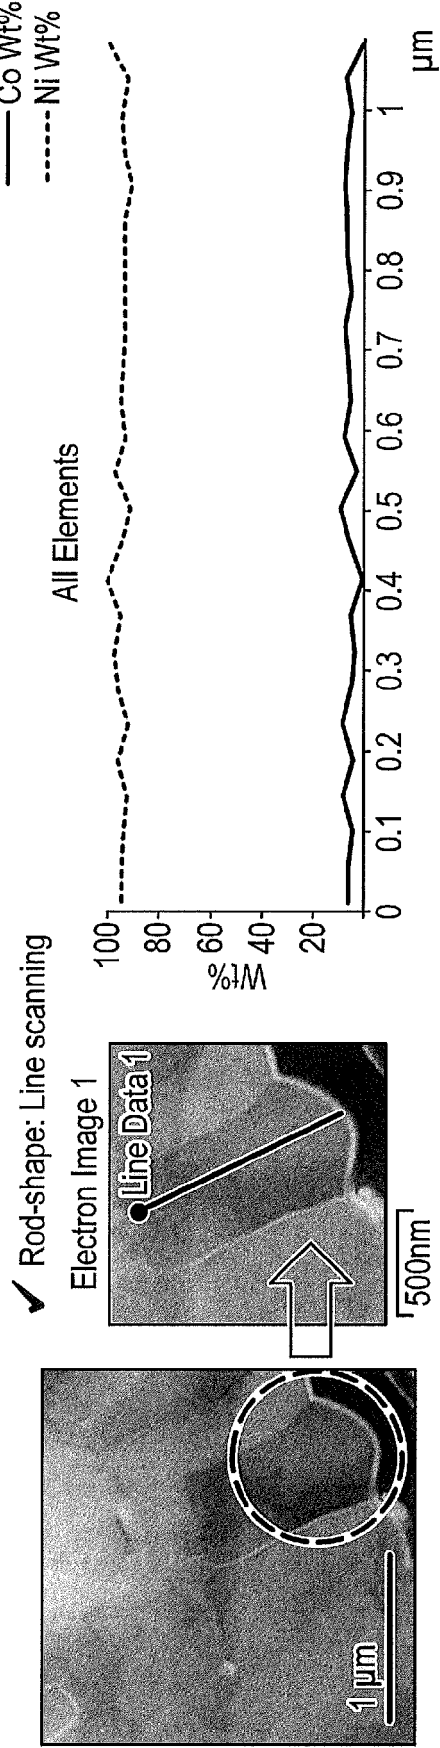 ✓ Rod-shape: Line scanning
Electron Image 1
Line Data 1
1 µm
500nm
All Elements
Co Wt%
Ni Wt%
Wt%
100
80
60
40
20
0
0.1
0.2
0.3
0.4
0.5
0.6
0.7
0.8
0.9
1
µm